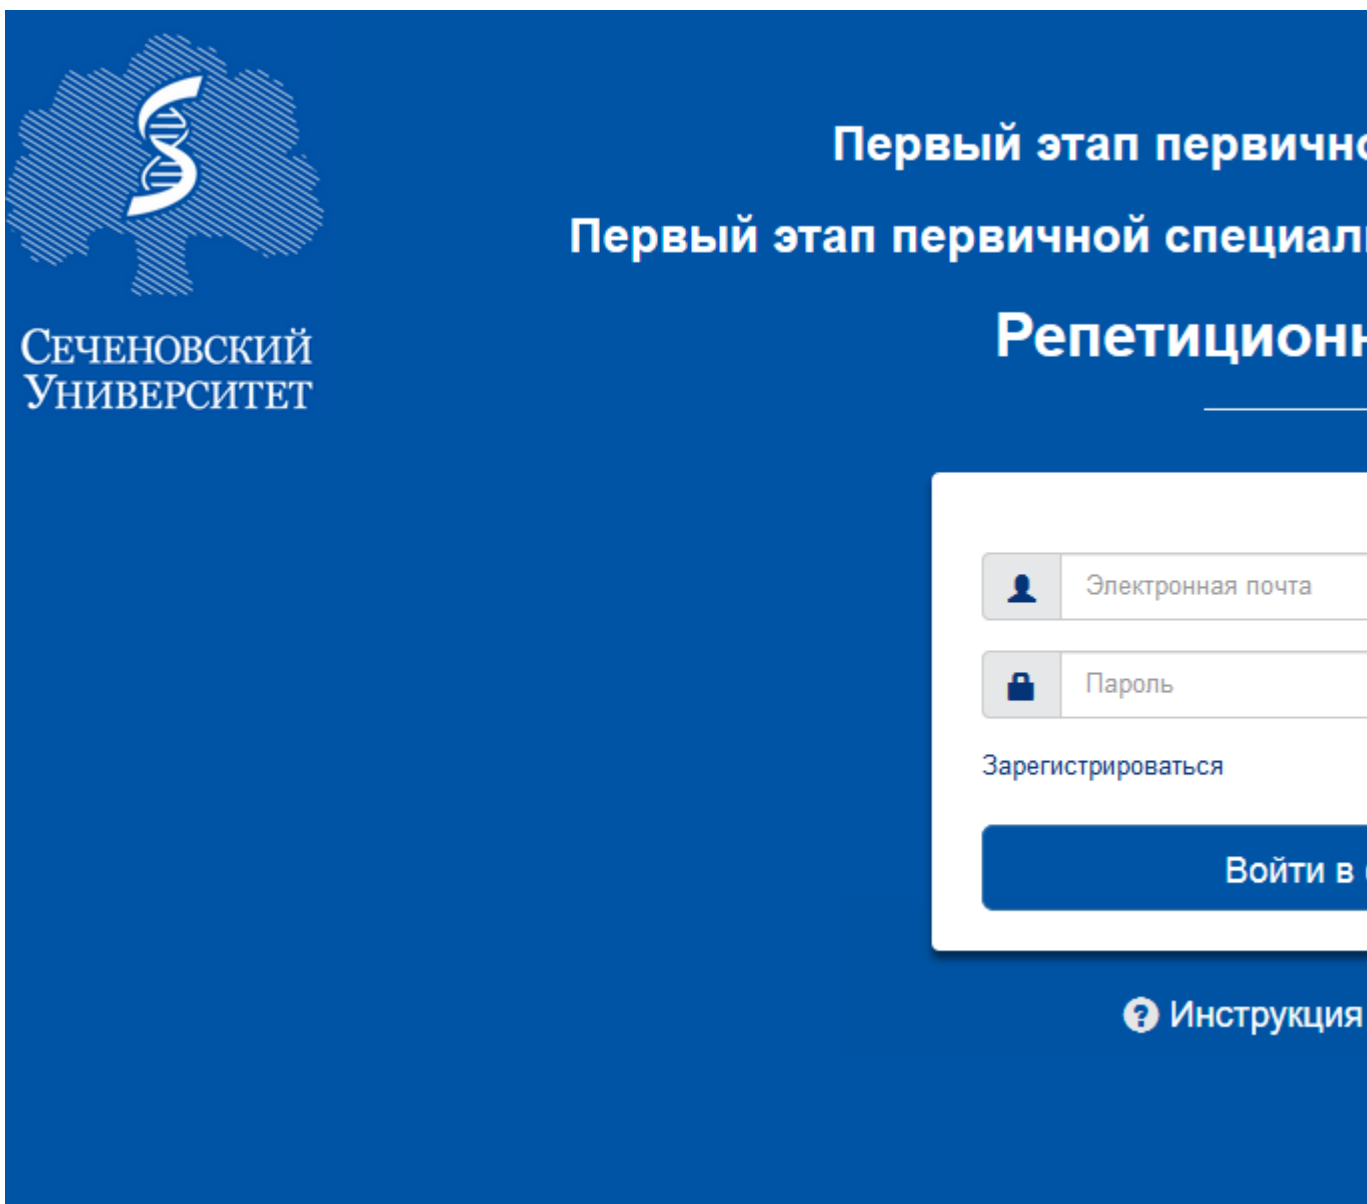 Первый этап первично
Первый этап первичной специал
Репетицион
Сеченовский
Университет
Электронная почта
Пароль
Зарегистрироваться
Войти в
Инструкция